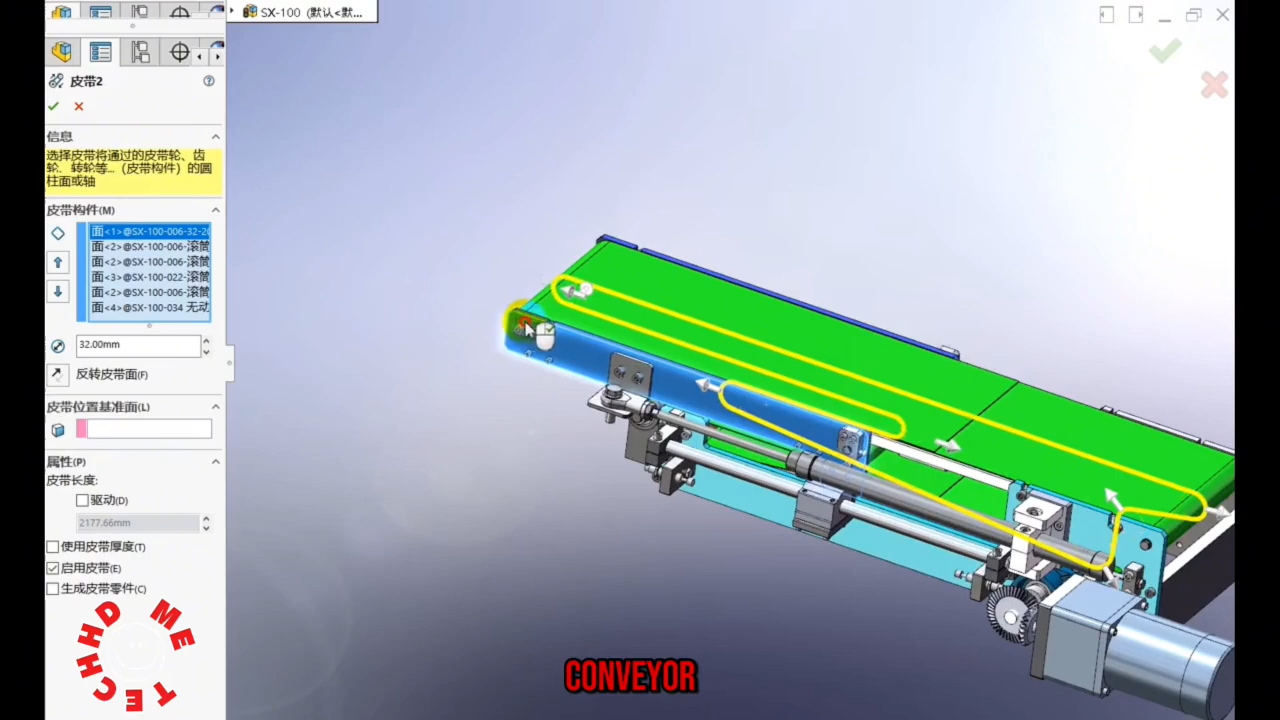 SX-100 (默认<默...
皮带2
信息
选择皮带将通过的皮带轮、齿
轮、转轮等...（皮带构件）的圆
柱面或轴
皮带构件(M)
面<1>@SX-100-006-32-20
面<2>@SX-100-006-滚筒
面<2>@SX-100-006-滚筒
面<3>@SX-100-022-滚筒
面<2>@SX-100-006-滚筒
面<4>@SX-100-034 无动
32.00mm
反转皮带面(F)
皮带位置基准面(L)
属性(P)
皮带长度:
驱动(D)
2177.66mm
使用皮带厚度(T)
启用皮带(E)
生成皮带零件(C)
TECHHD ME
CONVEYOR